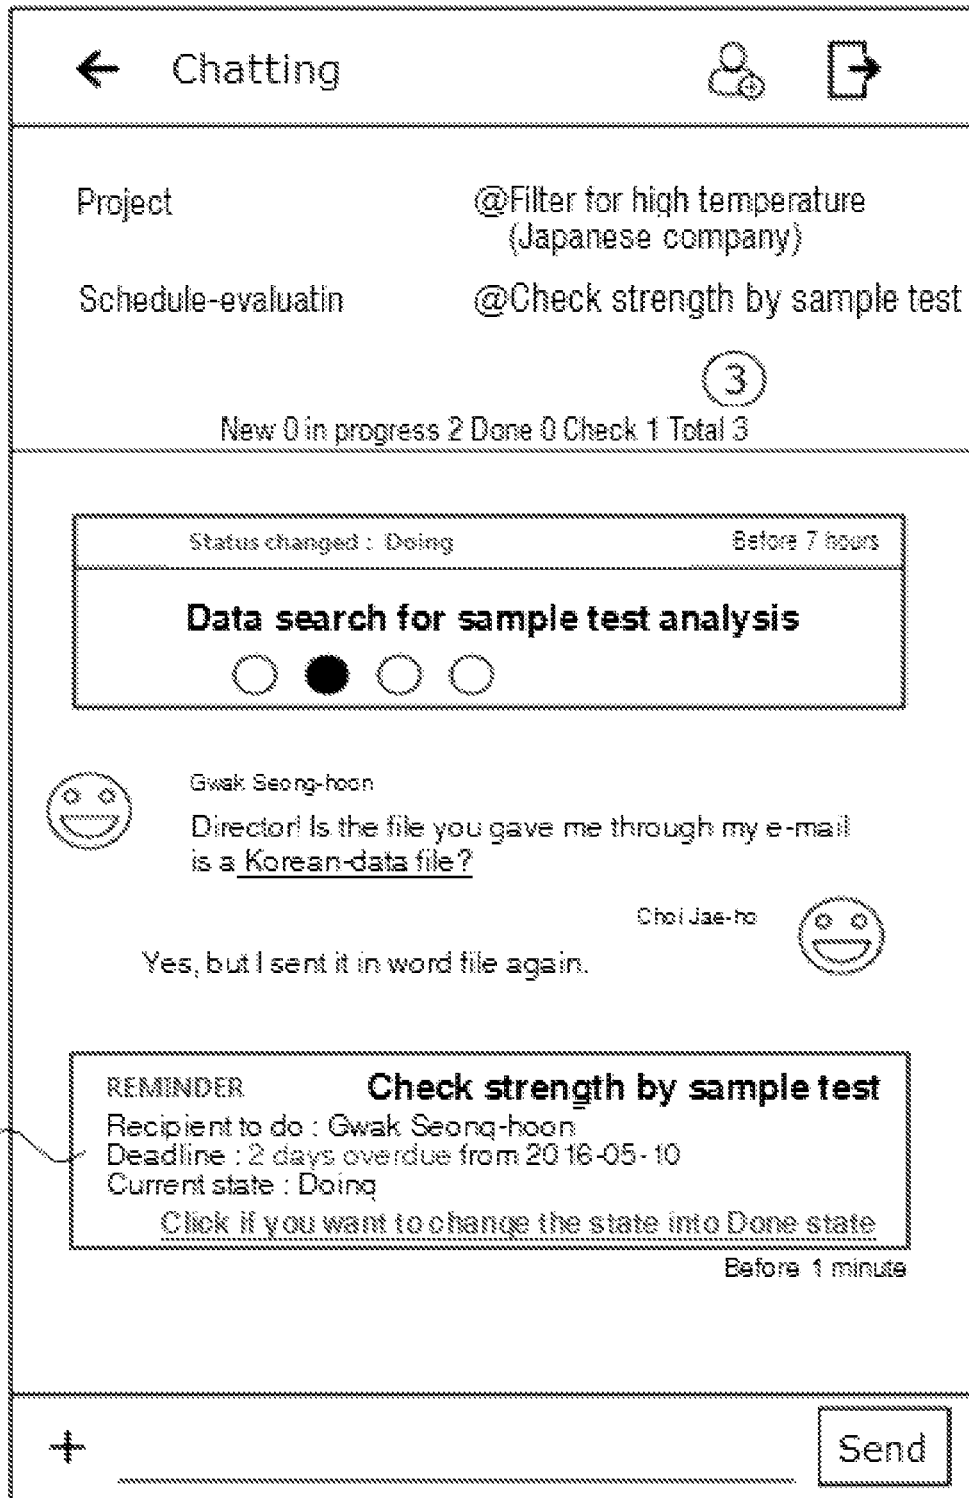 Chatting
Project @Filter for high temperature
(Japanese company)
Schedule-evaluatin @Check strength by sample test
3
New 0 in progress 2 Done 0 Check 1 Total 3
Status changed : Doing Before 7 hours
Data search for sample test analysis
Gwak Seong-hoon
Director! Is the file you gave me through my e-mail
is a Korean-data file?
Choi Jae-ho
Yes, but I sent it in word file again.
REMINDER Check strength by sample test
Recipient to do : Gwak Seong-hoon
Deadline : 2 days overdue from 2016-05-10
Current state : Doing
Click if you want to change the state into Done state
Before 1 minute
+ Send